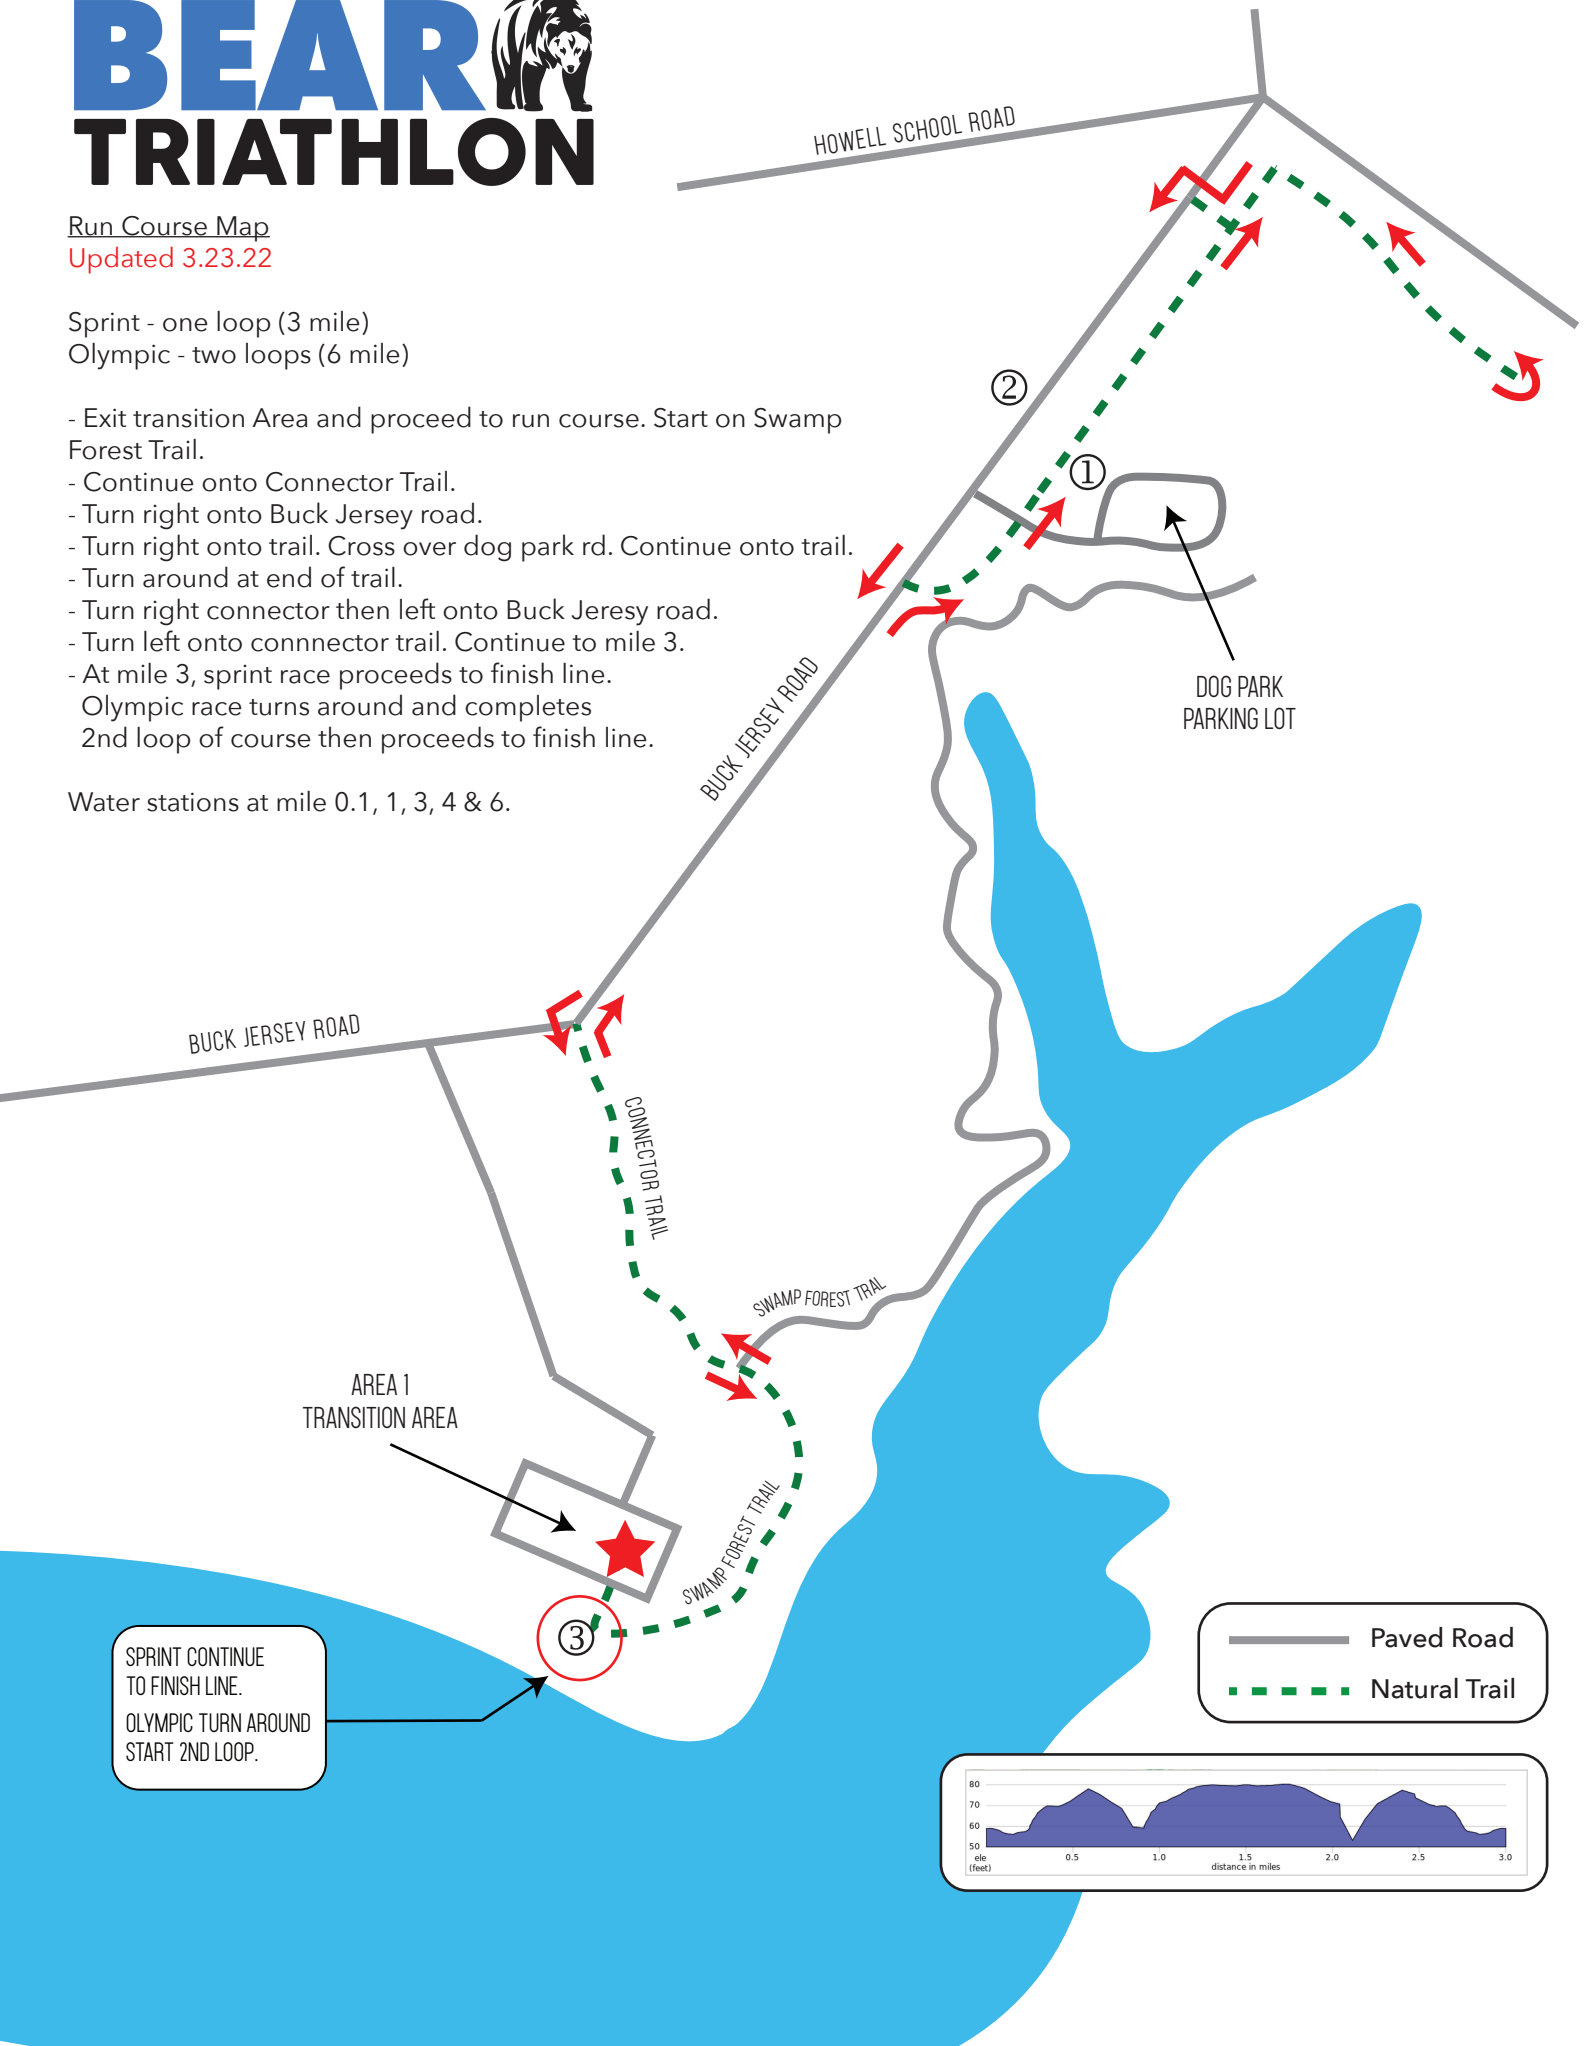 BEAR
TRIATHLON
Run Course Map
Updated 3.23.22
Sprint - one loop (3 mile)
Olympic - two loops (6 mile)
- Exit transition Area and proceed to run course. Start on Swamp
Forest Trail.
- Continue onto Connector Trail.
- Turn right onto Buck Jersey road.
- Turn right onto trail. Cross over dog park rd. Continue onto trail.
- Turn around at end of trail.
- Turn right connector then left onto Buck Jeresy road.
- Turn left onto connnector trail. Continue to mile 3.
- At mile 3, sprint race proceeds to finish line.
Olympic race turns around and completes
2nd loop of course then proceeds to finish line.
Water stations at mile 0.1, 1, 3, 4 & 6.
HOWELL SCHOOL ROAD
②
①
DOG PARK
PARKING LOT
BUCK JERSEY ROAD
BUCK JERSEY ROAD
CONNECTOR TRAIL
SWAMP FOREST TRAL
AREA 1
TRANSITION AREA
SWAMP FOREST TRAIL
③
SPRINT CONTINUE
TO FINISH LINE.
OLYMPIC TURN AROUND
START 2ND LOOP.
Paved Road
Natural Trail
80
70
60
50
ele
(feet)
0.5 1.0 1.5 2.0 2.5 3.0
distance in miles